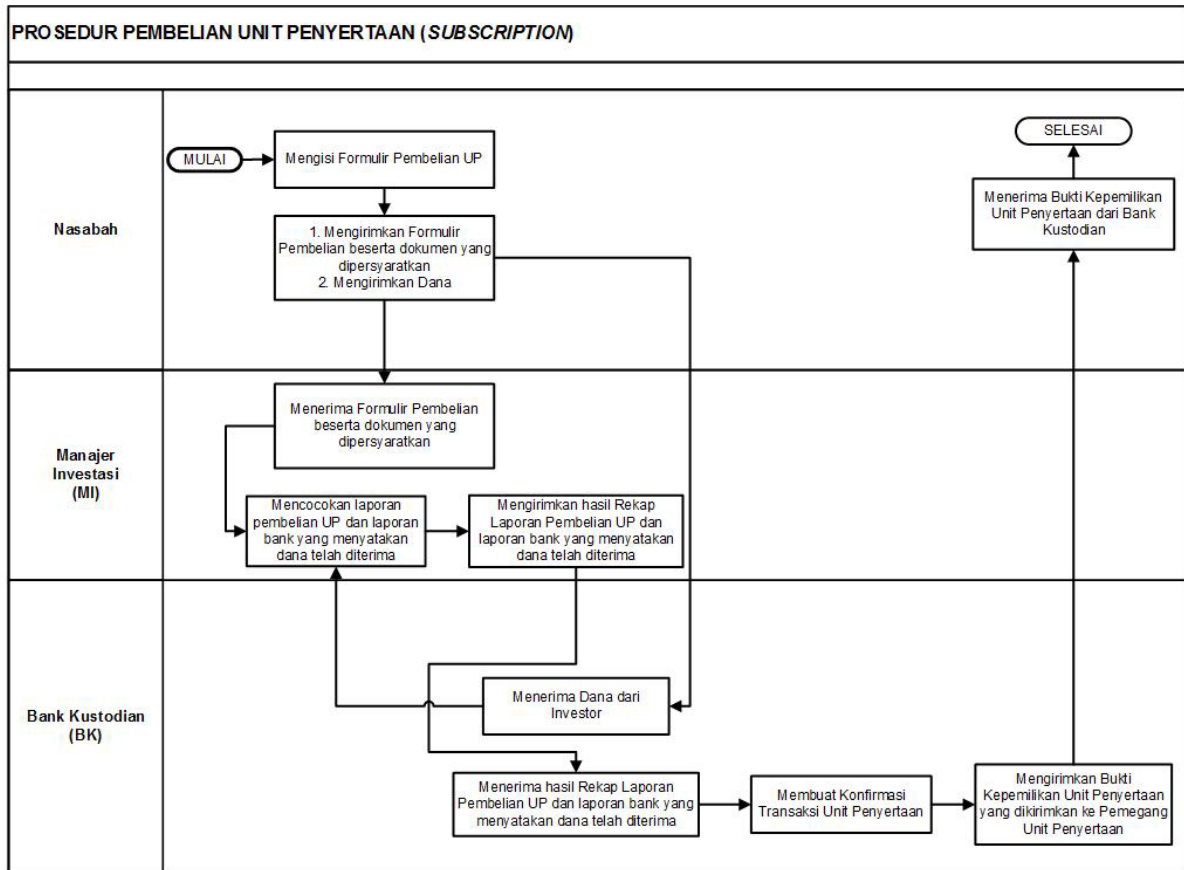 PROSEDUR PEMBELIAN UNIT PENYERTAAN (SUBSCRIPTION)
Nasabah
MULAI
Mengisi Formulir Pembelian UP
1. Mengirimkan Formulir
Pembelian beserta dokumen yang
dipersyaratkan
2. Mengirimkan Dana
SELESAI
Menerima Bukti Kepemilikan
Unit Penyertaan dari Bank
Kustodian
Manajer
Investasi
(MI)
Menerima Formulir Pembelian
beserta dokumen yang
dipersyaratkan
Mencocokan laporan
pembelian UP dan laporan
bank yang menyatakan
dana telah diterima
Mengirimkan hasil Rekap
Laporan Pembelian UP dan
laporan bank yang menyatakan
dana telah diterima
Bank Kustodian
(BK)
Menerima Dana dari
Investor
Menerima hasil Rekap Laporan
Pembelian UP dan laporan bank yang
menyatakan dana telah diterima
Membuat Konfirmasi
Transaksi Unit Penyertaan
Mengirimkan Bukti
Kepemilikan Unit Penyertaan
yang dikirimkan ke Pemegang
Unit Penyertaan